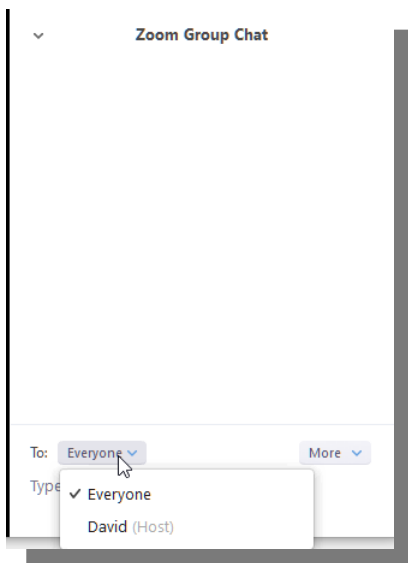 Zoom Group Chat
To: Everyone More
Type
Everyone
David (Host)